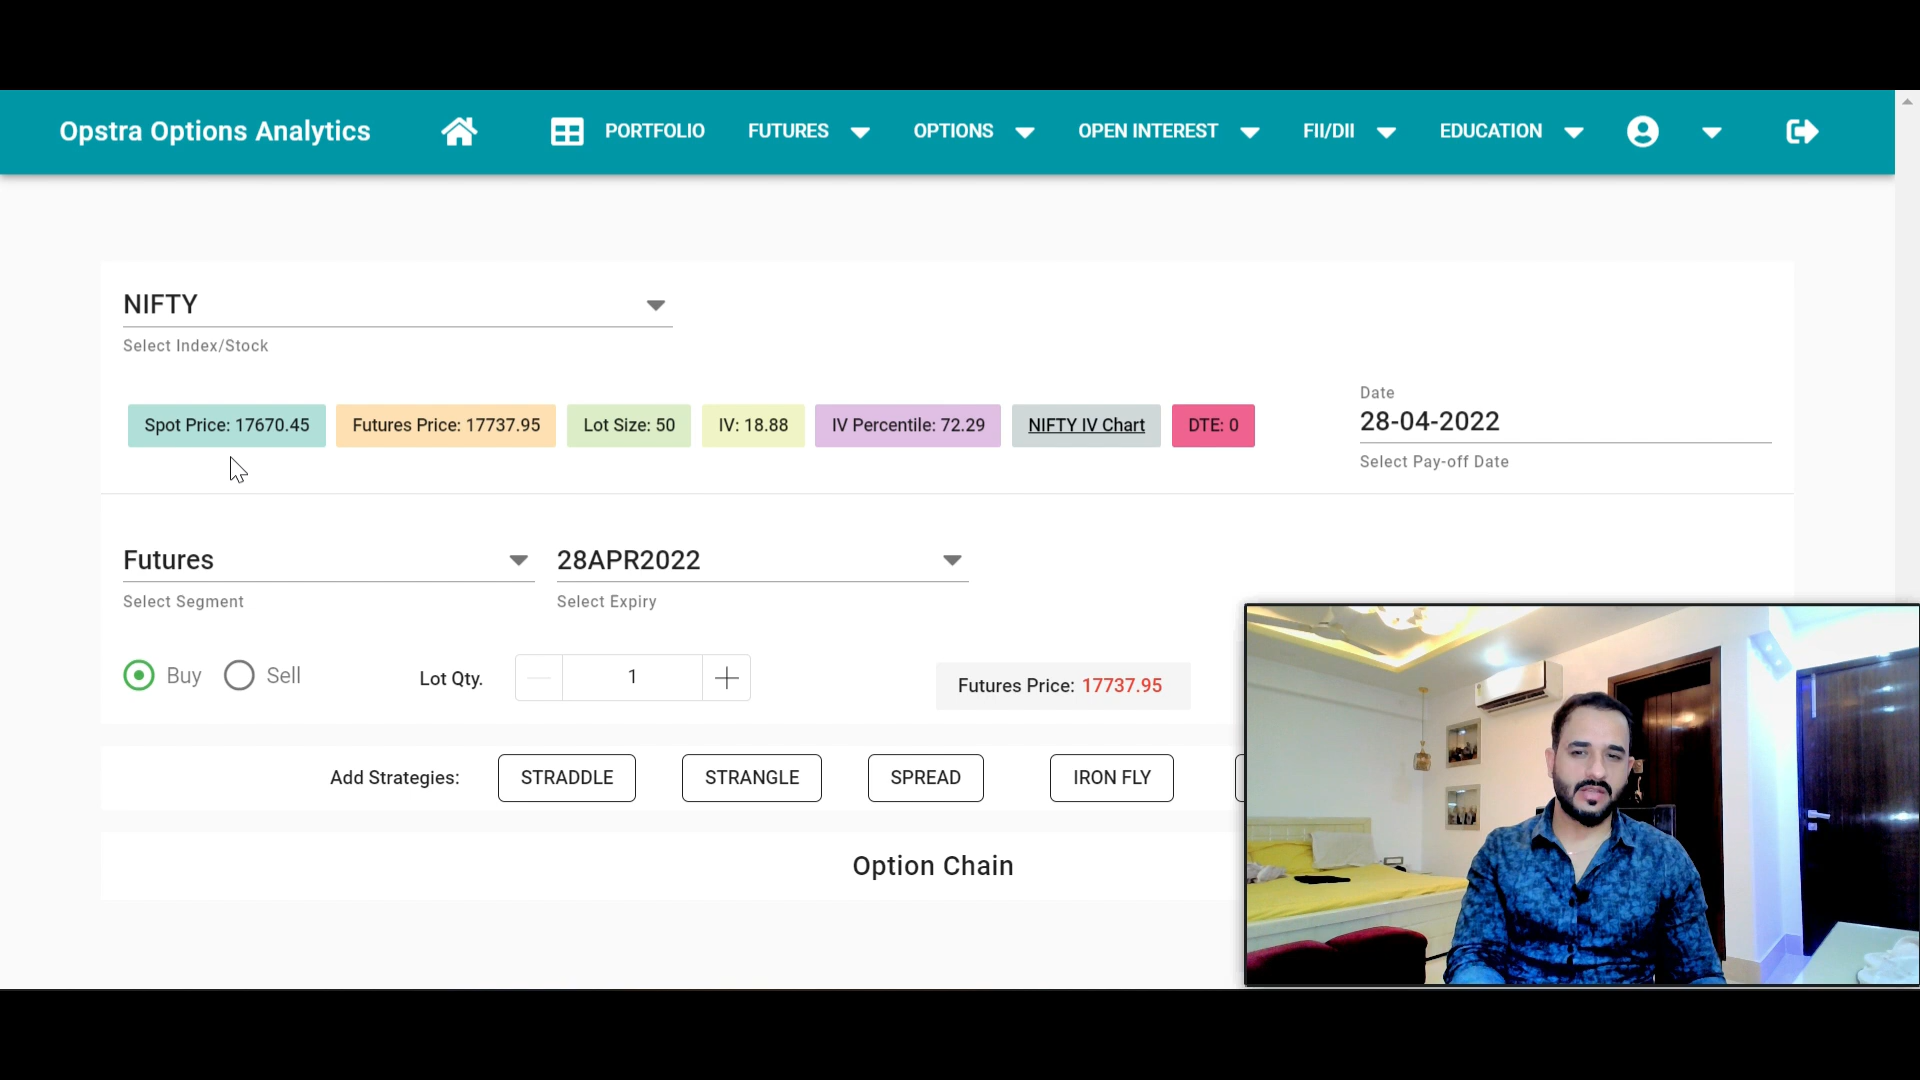 Opstra Options Analytics PORTFOLIO FUTURES OPTIONS OPEN INTEREST FII/DII EDUCATION
NIFTY
Select Index/Stock
Spot Price: 17670.45 Futures Price: 17737.95 Lot Size: 50 IV: 18.88 IV Percentile: 72.29 NIFTY IV Chart DTE: 0
Date
28-04-2022
Select Pay-off Date
Futures 28APR2022
Select Segment Select Expiry
Buy Sell Lot Qty. 1 Futures Price: 17737.95
Add Strategies: STRADDLE STRANGLE SPREAD IRON FLY
Option Chain